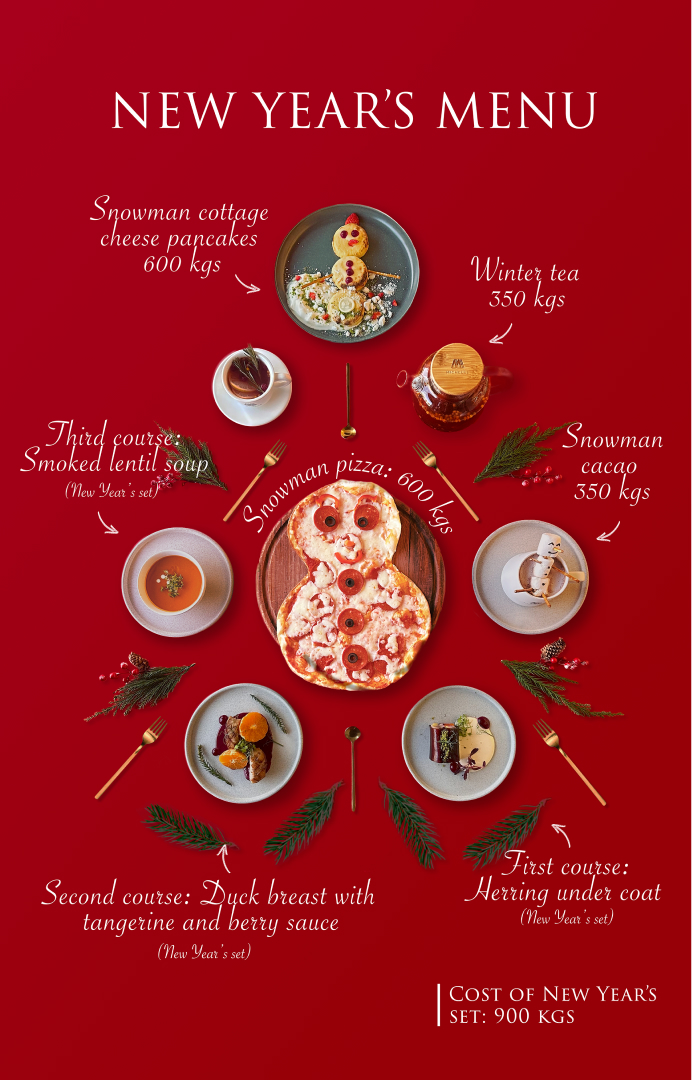 NEW YEAR'S MENU
Snowman cottage
cheese pancakes
600 kgs
Winter tea
350 kgs
Third course:
Smoked lentil soup
(New Year's set)
Snowman pizza: 600 kgs
Snowman
cacao
350 kgs
Second course: Duck breast with
tangerine and berry sauce
(New Year's set)
First course:
Herring under coat
(New Year's set)
Cost of New Year's
set: 900 kgs